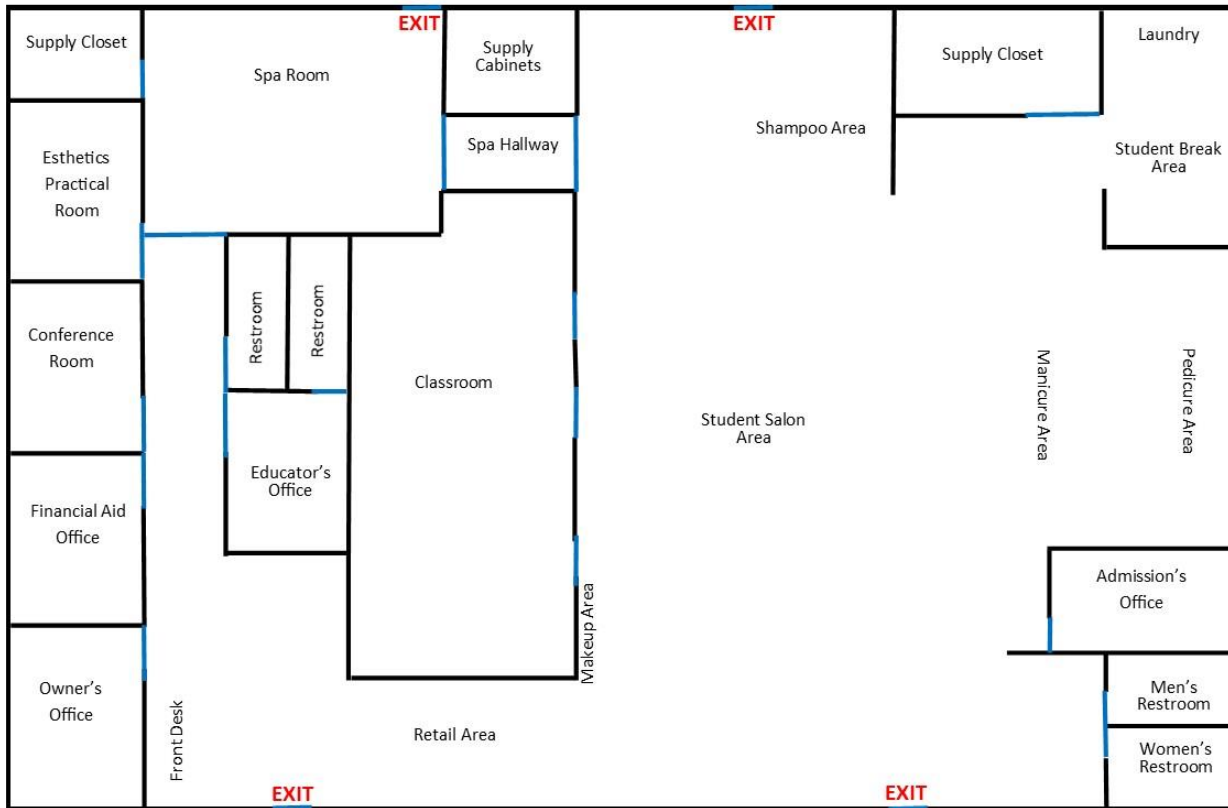 EXIT
EXIT
Supply Closet
Spa Room
Supply
Cabinets
Supply Closet
Laundry
Shampoo Area
Spa Hallway
Student Break
Area
Esthetics
Practical
Room
Conference
Room
Restroom
Restroom
Classroom
Student Salon
Area
Manicure Area
Pedicure Area
Educator's
Office
Financial Aid
Office
Admission's
Office
Makeup Area
Owner's
Office
Front Desk
Retail Area
Men's
Restroom
Women's
Restroom
EXIT
EXIT